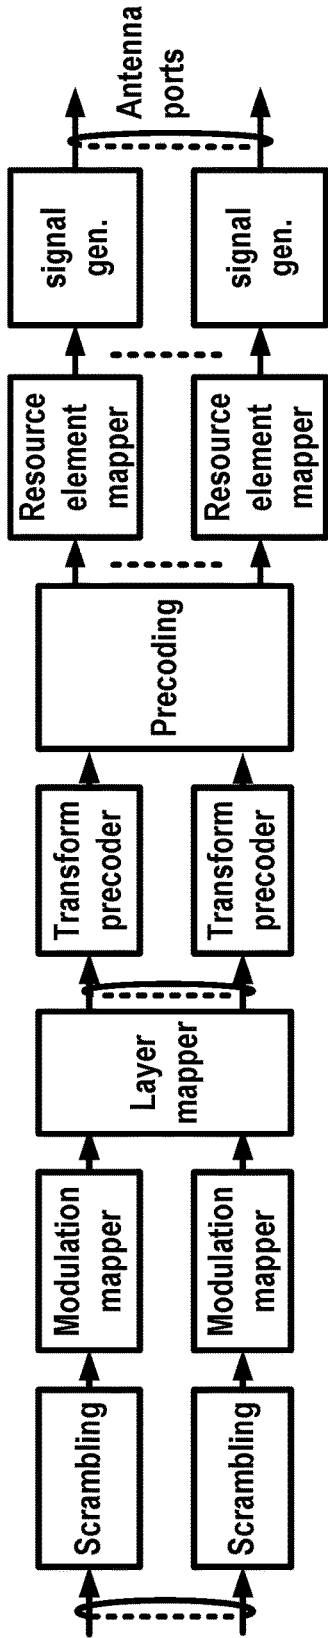 Scrambling
Scrambling
Modulation
mapper
Modulation
mapper
Layer
mapper
Transform
precoder
Transform
precoder
Precoding
Resource
element
mapper
Resource
element
mapper
signal
gen.
signal
gen.
Antenna
ports